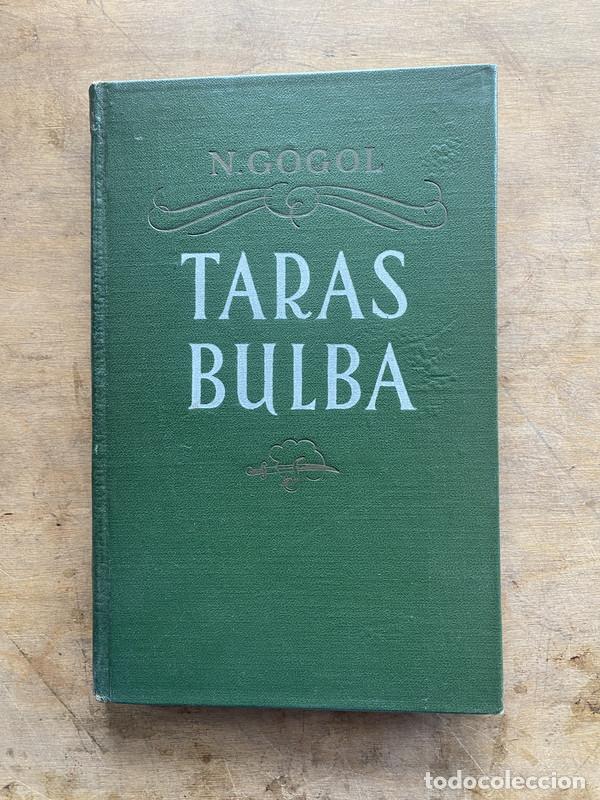 N. GOGOL
TARAS
BULBA
todocoleccion